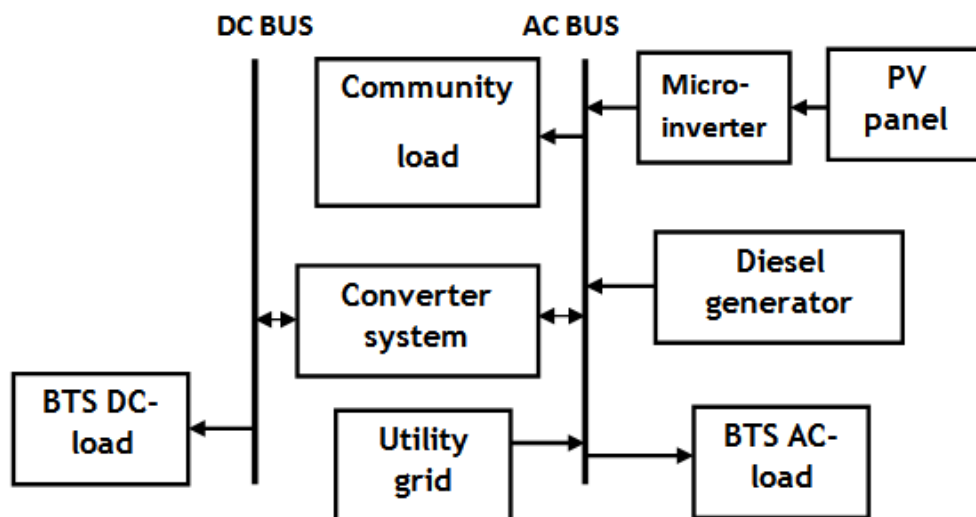 DC BUS
AC BUS
Community
load
Micro-
inverter
PV
panel
Converter
system
Diesel
generator
BTS DC-
load
Utility
grid
BTS AC-
load